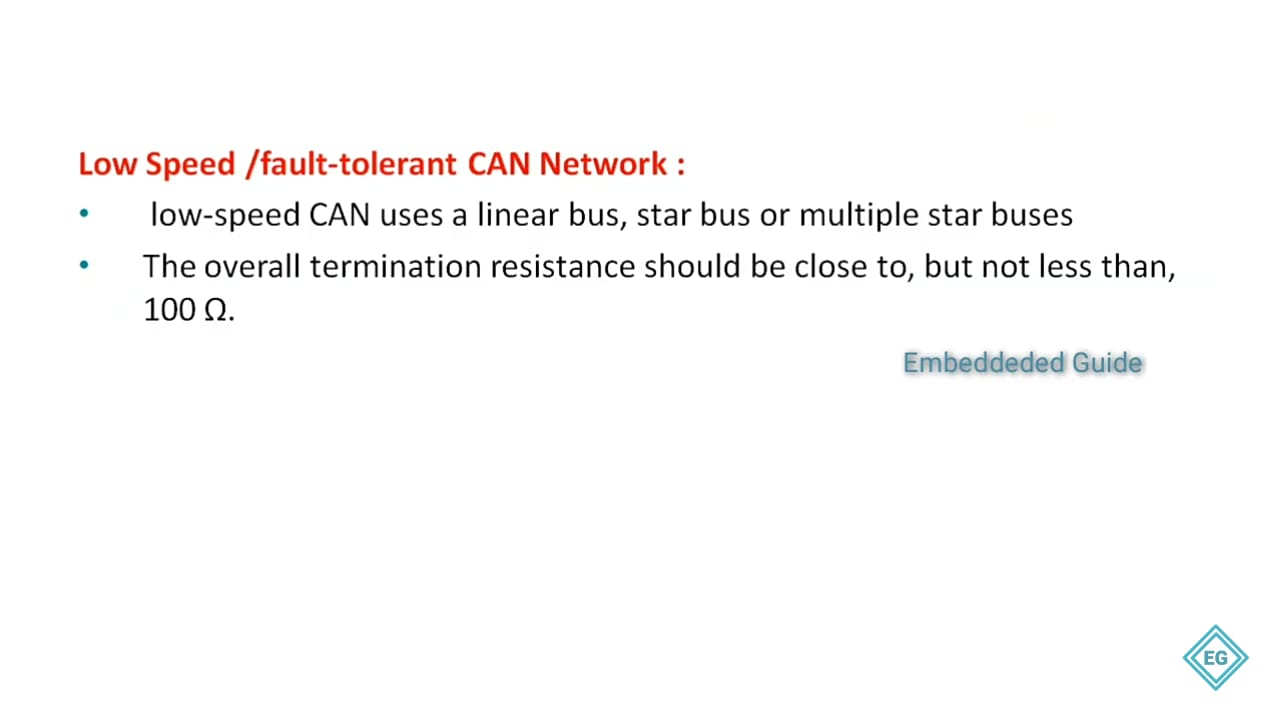 Low Speed /fault-tolerant CAN Network :
• low-speed CAN uses a linear bus, star bus or multiple star buses
• The overall termination resistance should be close to, but not less than,
100 Ω.
Embeddeded Guide
EG